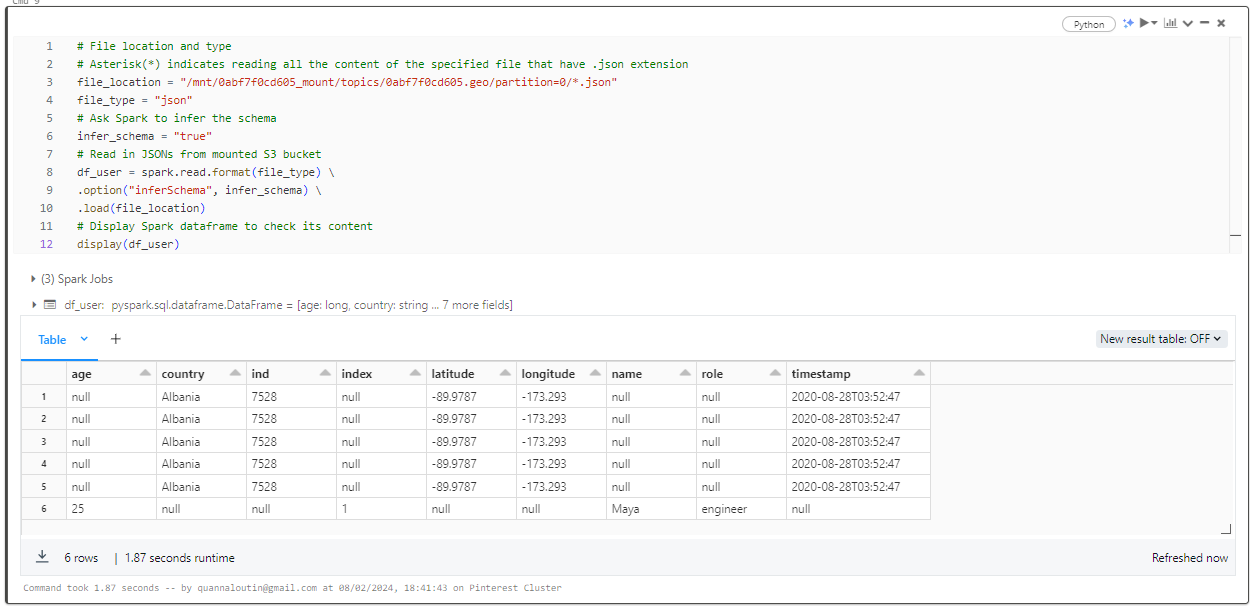 Cmd 9
Python
1 # File location and type
2 # Asterisk(*) indicates reading all the content of the specified file that have .json extension
3 file_location = "/mnt/0abf7f0cd605_mount/topics/0abf7f0cd605.geo/partition=0/*.json"
4 file_type = "json"
5 # Ask Spark to infer the schema
6 infer_schema = "true"
7 # Read in JSONs from mounted S3 bucket
8 df_user = spark.read.format(file_type) \
9 .option("inferSchema", infer_schema) \
10 .load(file_location)
11 # Display Spark dataframe to check its content
12 display(df_user)
(3) Spark Jobs
df_user: pyspark.sql.dataframe.DataFrame = [age: long, country: string ... 7 more fields]
Table + New result table: OFF
age country ind index latitude longitude name role timestamp
1 null Albania 7528 null -89.9787 -173.293 null null 2020-08-28T03:52:47
2 null Albania 7528 null -89.9787 -173.293 null null 2020-08-28T03:52:47
3 null Albania 7528 null -89.9787 -173.293 null null 2020-08-28T03:52:47
4 null Albania 7528 null -89.9787 -173.293 null null 2020-08-28T03:52:47
5 null Albania 7528 null -89.9787 -173.293 null null 2020-08-28T03:52:47
6 25 null null 1 null null Maya engineer null
6 rows | 1.87 seconds runtime Refreshed now
Command took 1.87 seconds -- by quannaloutin@gmail.com at 08/02/2024, 18:41:43 on Pinterest Cluster